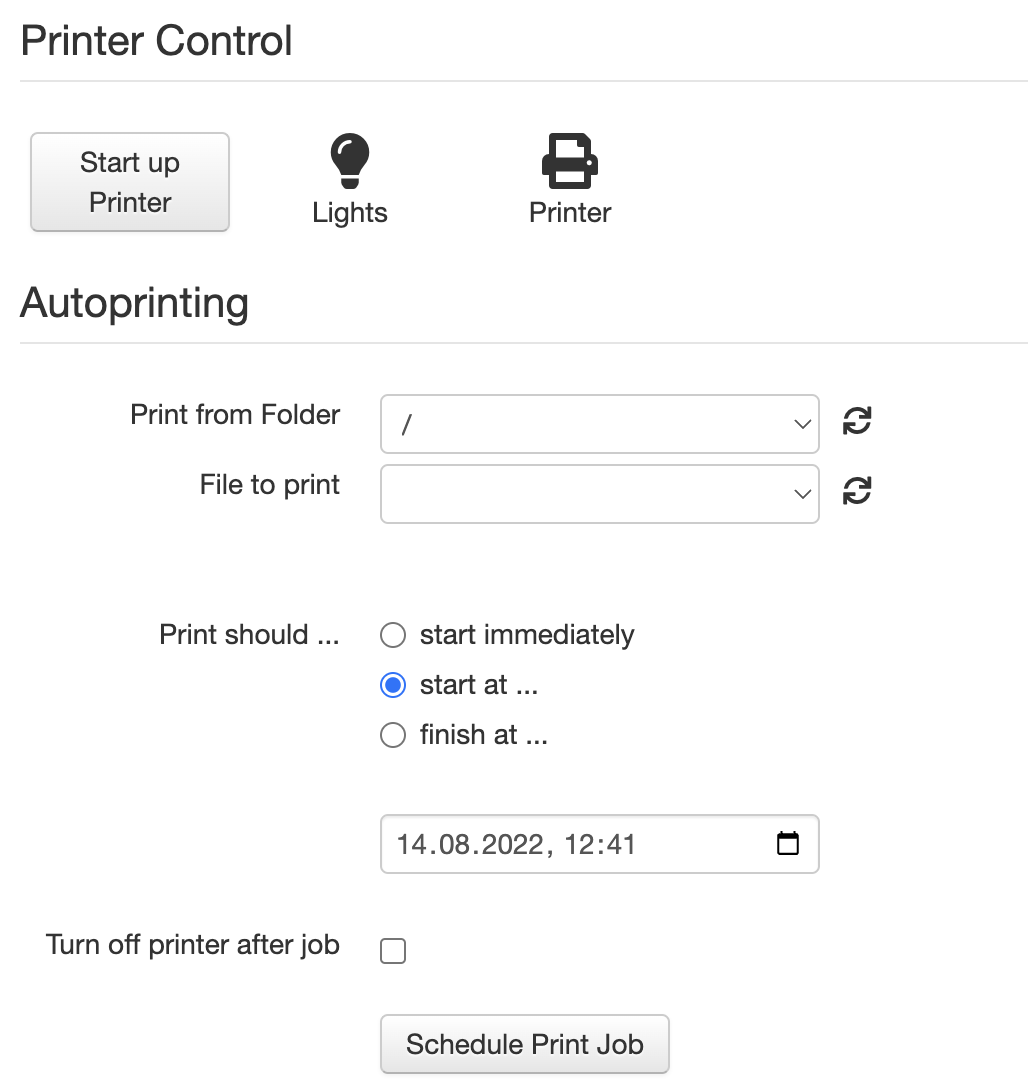 Printer Control
Start up
Printer
Lights
Printer
Autoprinting
Print from Folder
/
File to print
Print should ...
start immediately
start at ...
finish at ...
14.08.2022, 12:41
Turn off printer after job
Schedule Print Job